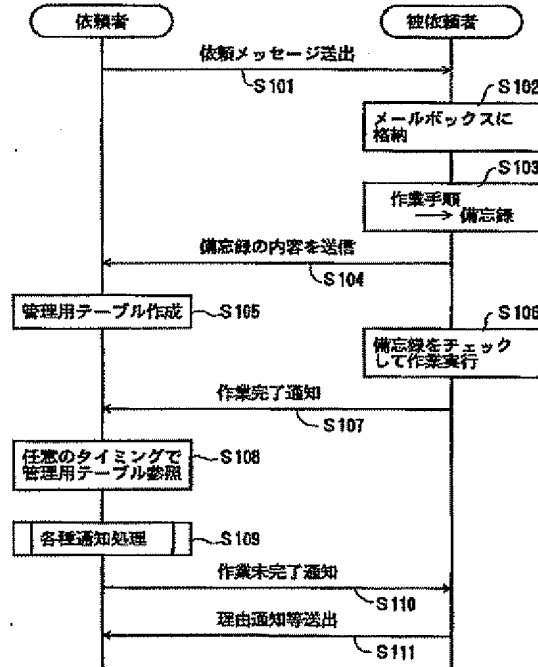 依頼者
被依頼者
依頼メッセージ送出
S101
S102
メールボックスに
格納
S103
作業手順
→ 備忘録
備忘録の内容を送信
S104
管理用テーブル作成
S105
S106
備忘録をチェック
して作業実行
作業完了通知
S107
任意のタイミングで
管理用テーブル参照
S108
各種通知処理
S109
作業未完了通知
S110
理由通知等送出
S111